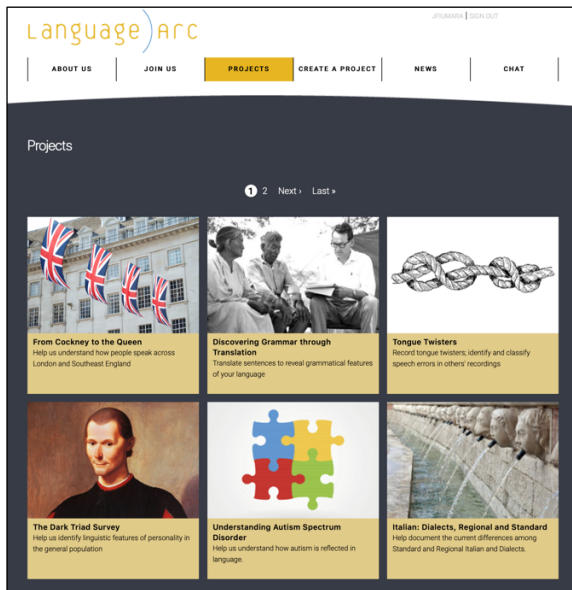 Language Arc
JFIUMARA | SIGN OUT
ABOUT US
JOIN US
PROJECTS
CREATE A PROJECT
NEWS
CHAT
Projects
1 2 Next › Last »
From Cockney to the Queen
Help us understand how people speak across
London and Southeast England
Discovering Grammar through
Translation
Translate sentences to reveal grammatical features
of your language
Tongue Twisters
Record tongue twisters; identify and classify
speech errors in others' recordings
The Dark Triad Survey
Help us identify linguistic features of personality in
the general population
Understanding Autism Spectrum
Disorder
Help us understand how autism is reflected in
language.
Italian: Dialects, Regional and Standard
Help document the current differences among
Standard and Regional Italian and Dialects.